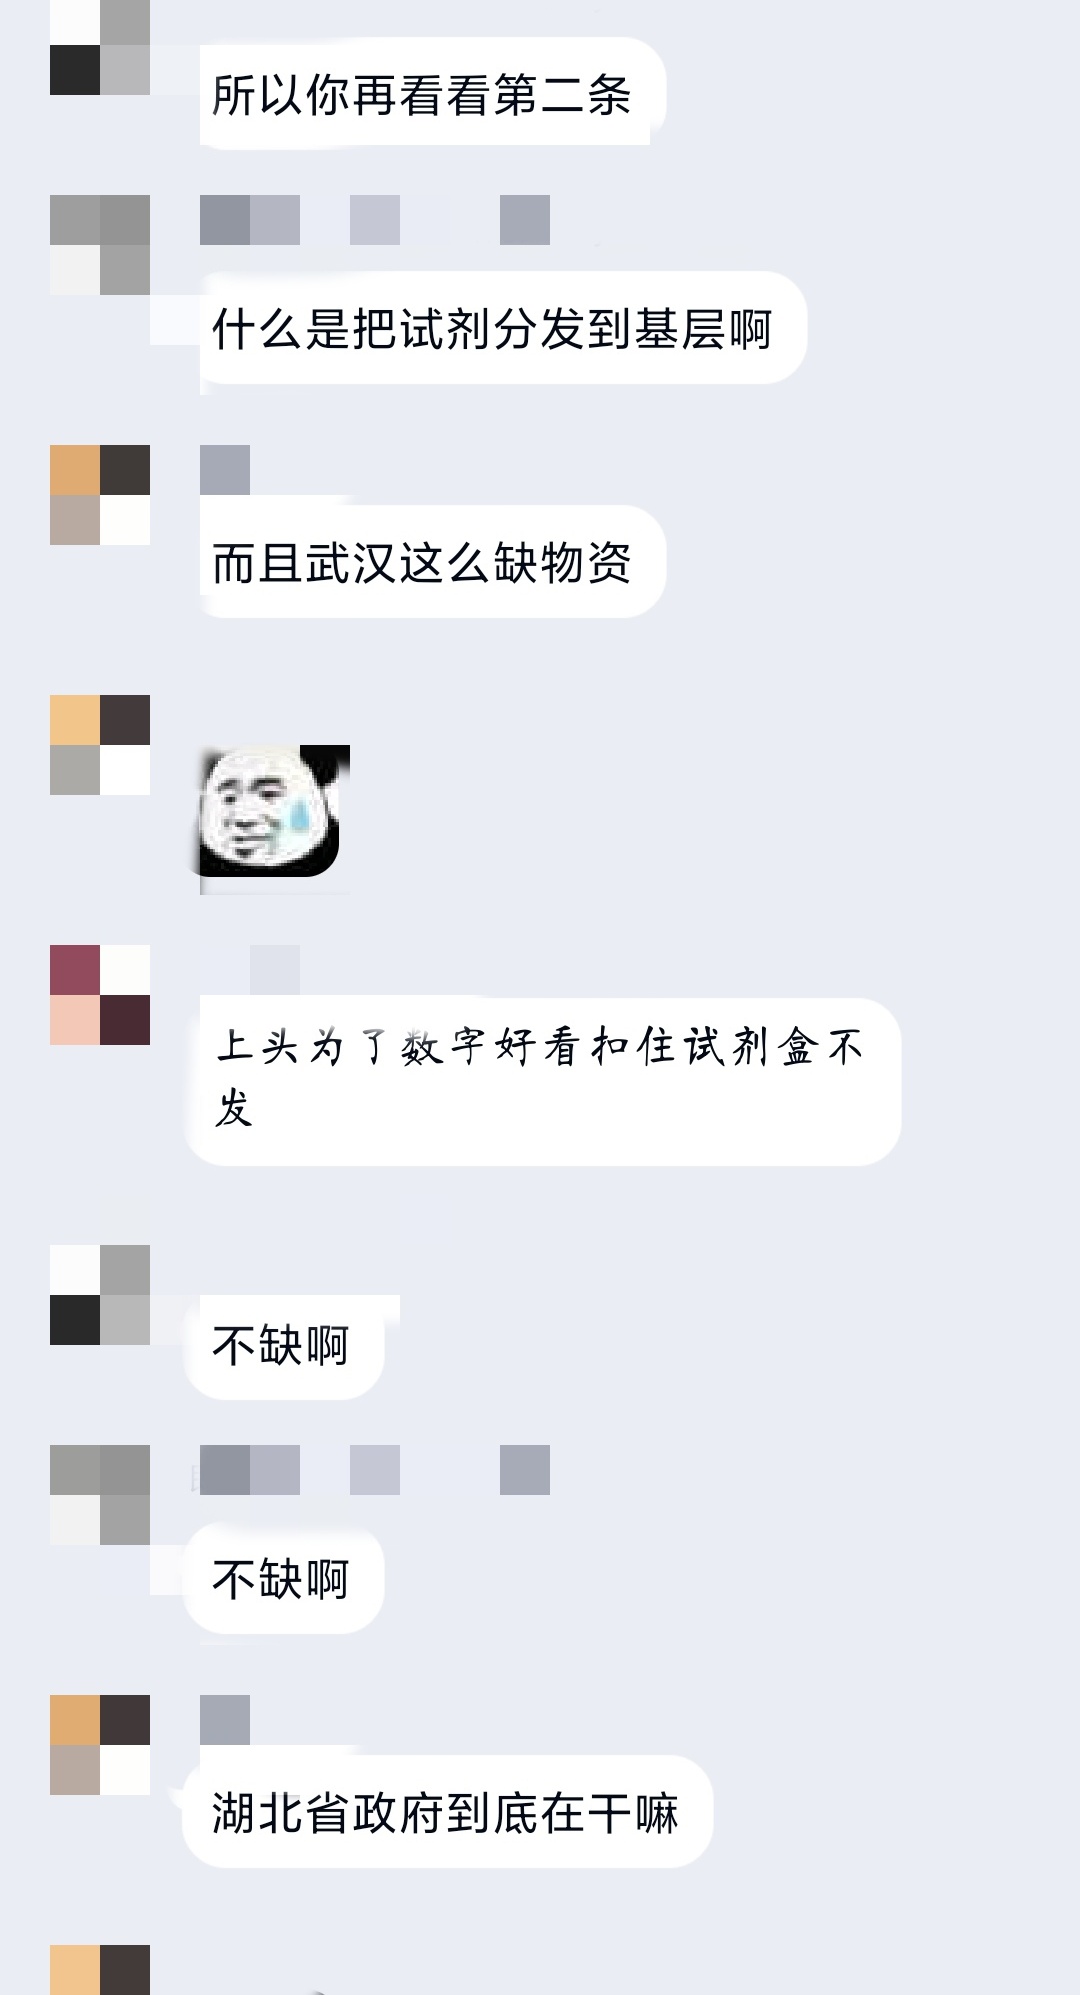 所以你再看看第二条
什么是把试剂分发到基层啊
而且武汉这么缺物资
上头为了数字好看扣住试剂盒不
发
不缺啊
不缺啊
湖北省政府到底在干嘛